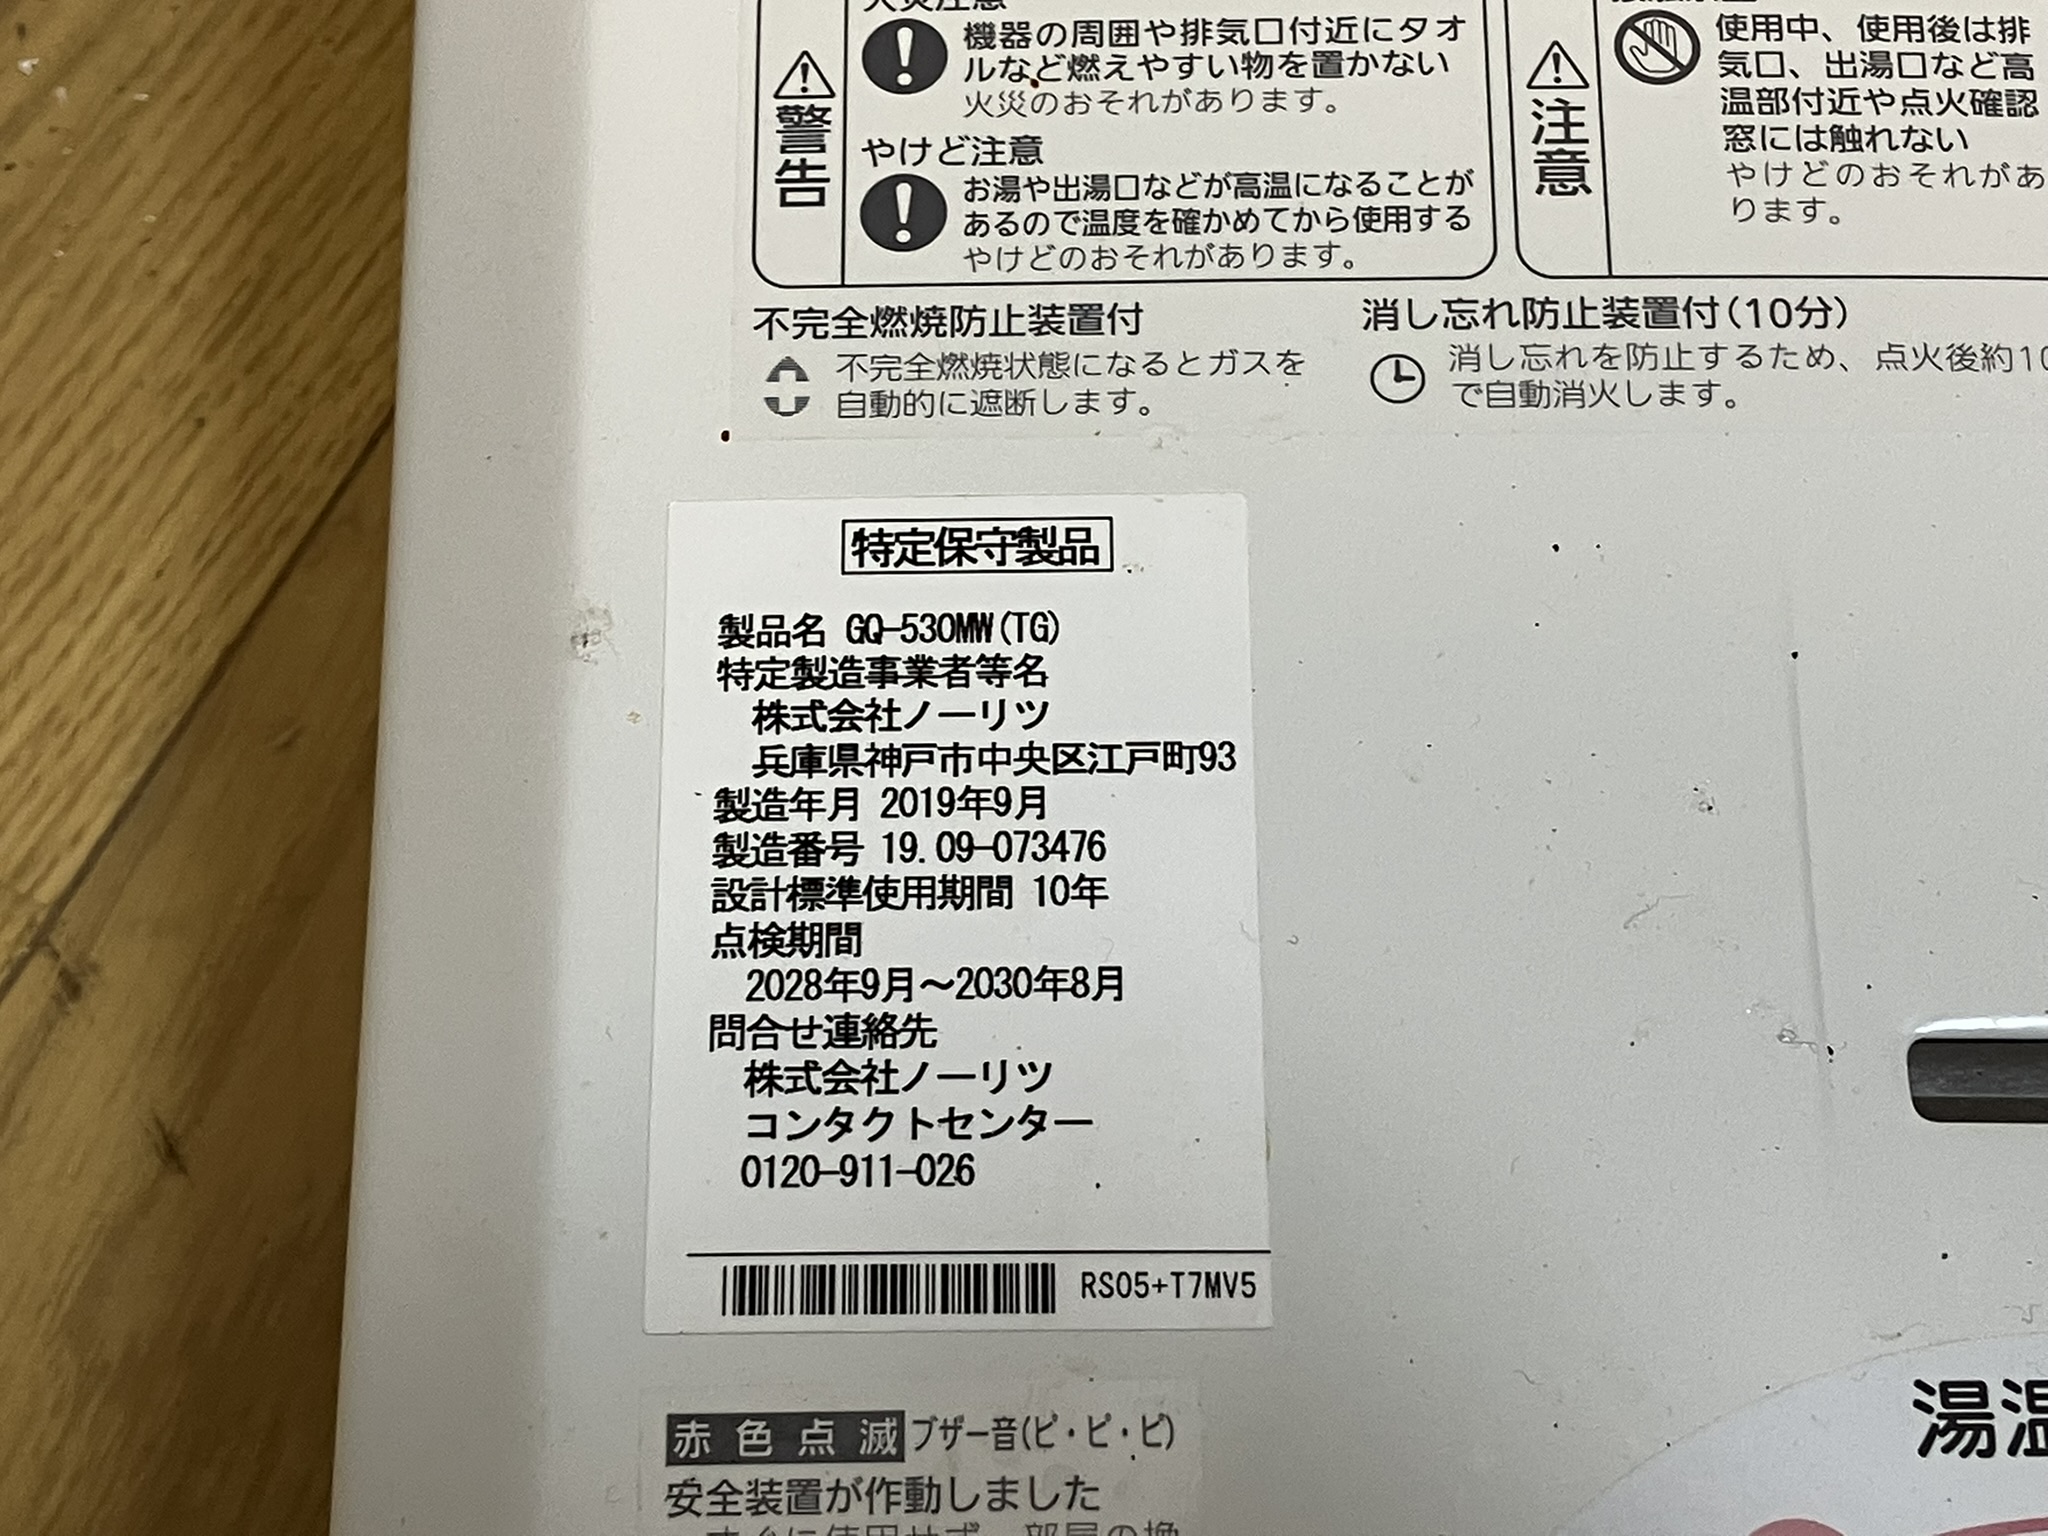 火災注意
機器の周囲や排気口付近にタオ
ルなど燃えやすい物を置かない
火災のおそれがあります。
警告
やけど注意
お湯や出湯口などが高温になることが
あるので温度を確かめてから使用する
やけどのおそれがあります。
使用中、使用後は排
気口、出湯口など高
温部付近や点火確認
窓には触れない
やけどのおそれがあ
ります。
注意
不完全燃焼防止装置付
不完全燃焼状態になるとガスを
自動的に遮断します。
消し忘れ防止装置付(10分)
消し忘れを防止するため、点火後約10
で自動消火します。
特定保守製品
製品名 GQ-530MW(TG)
特定製造事業者等名
株式会社ノーリツ
兵庫県神戸市中央区江戸町93
製造年月 2019年9月
製造番号 19.09-073476
設計標準使用期間 10年
点検期間
2028年9月～2030年8月
問合せ連絡先
株式会社ノーリツ
コンタクトセンター
0120-911-026
RS05+T7MV5
赤色点滅 ブザー音(ピ・ピ・ピ)
安全装置が作動しました
湯温